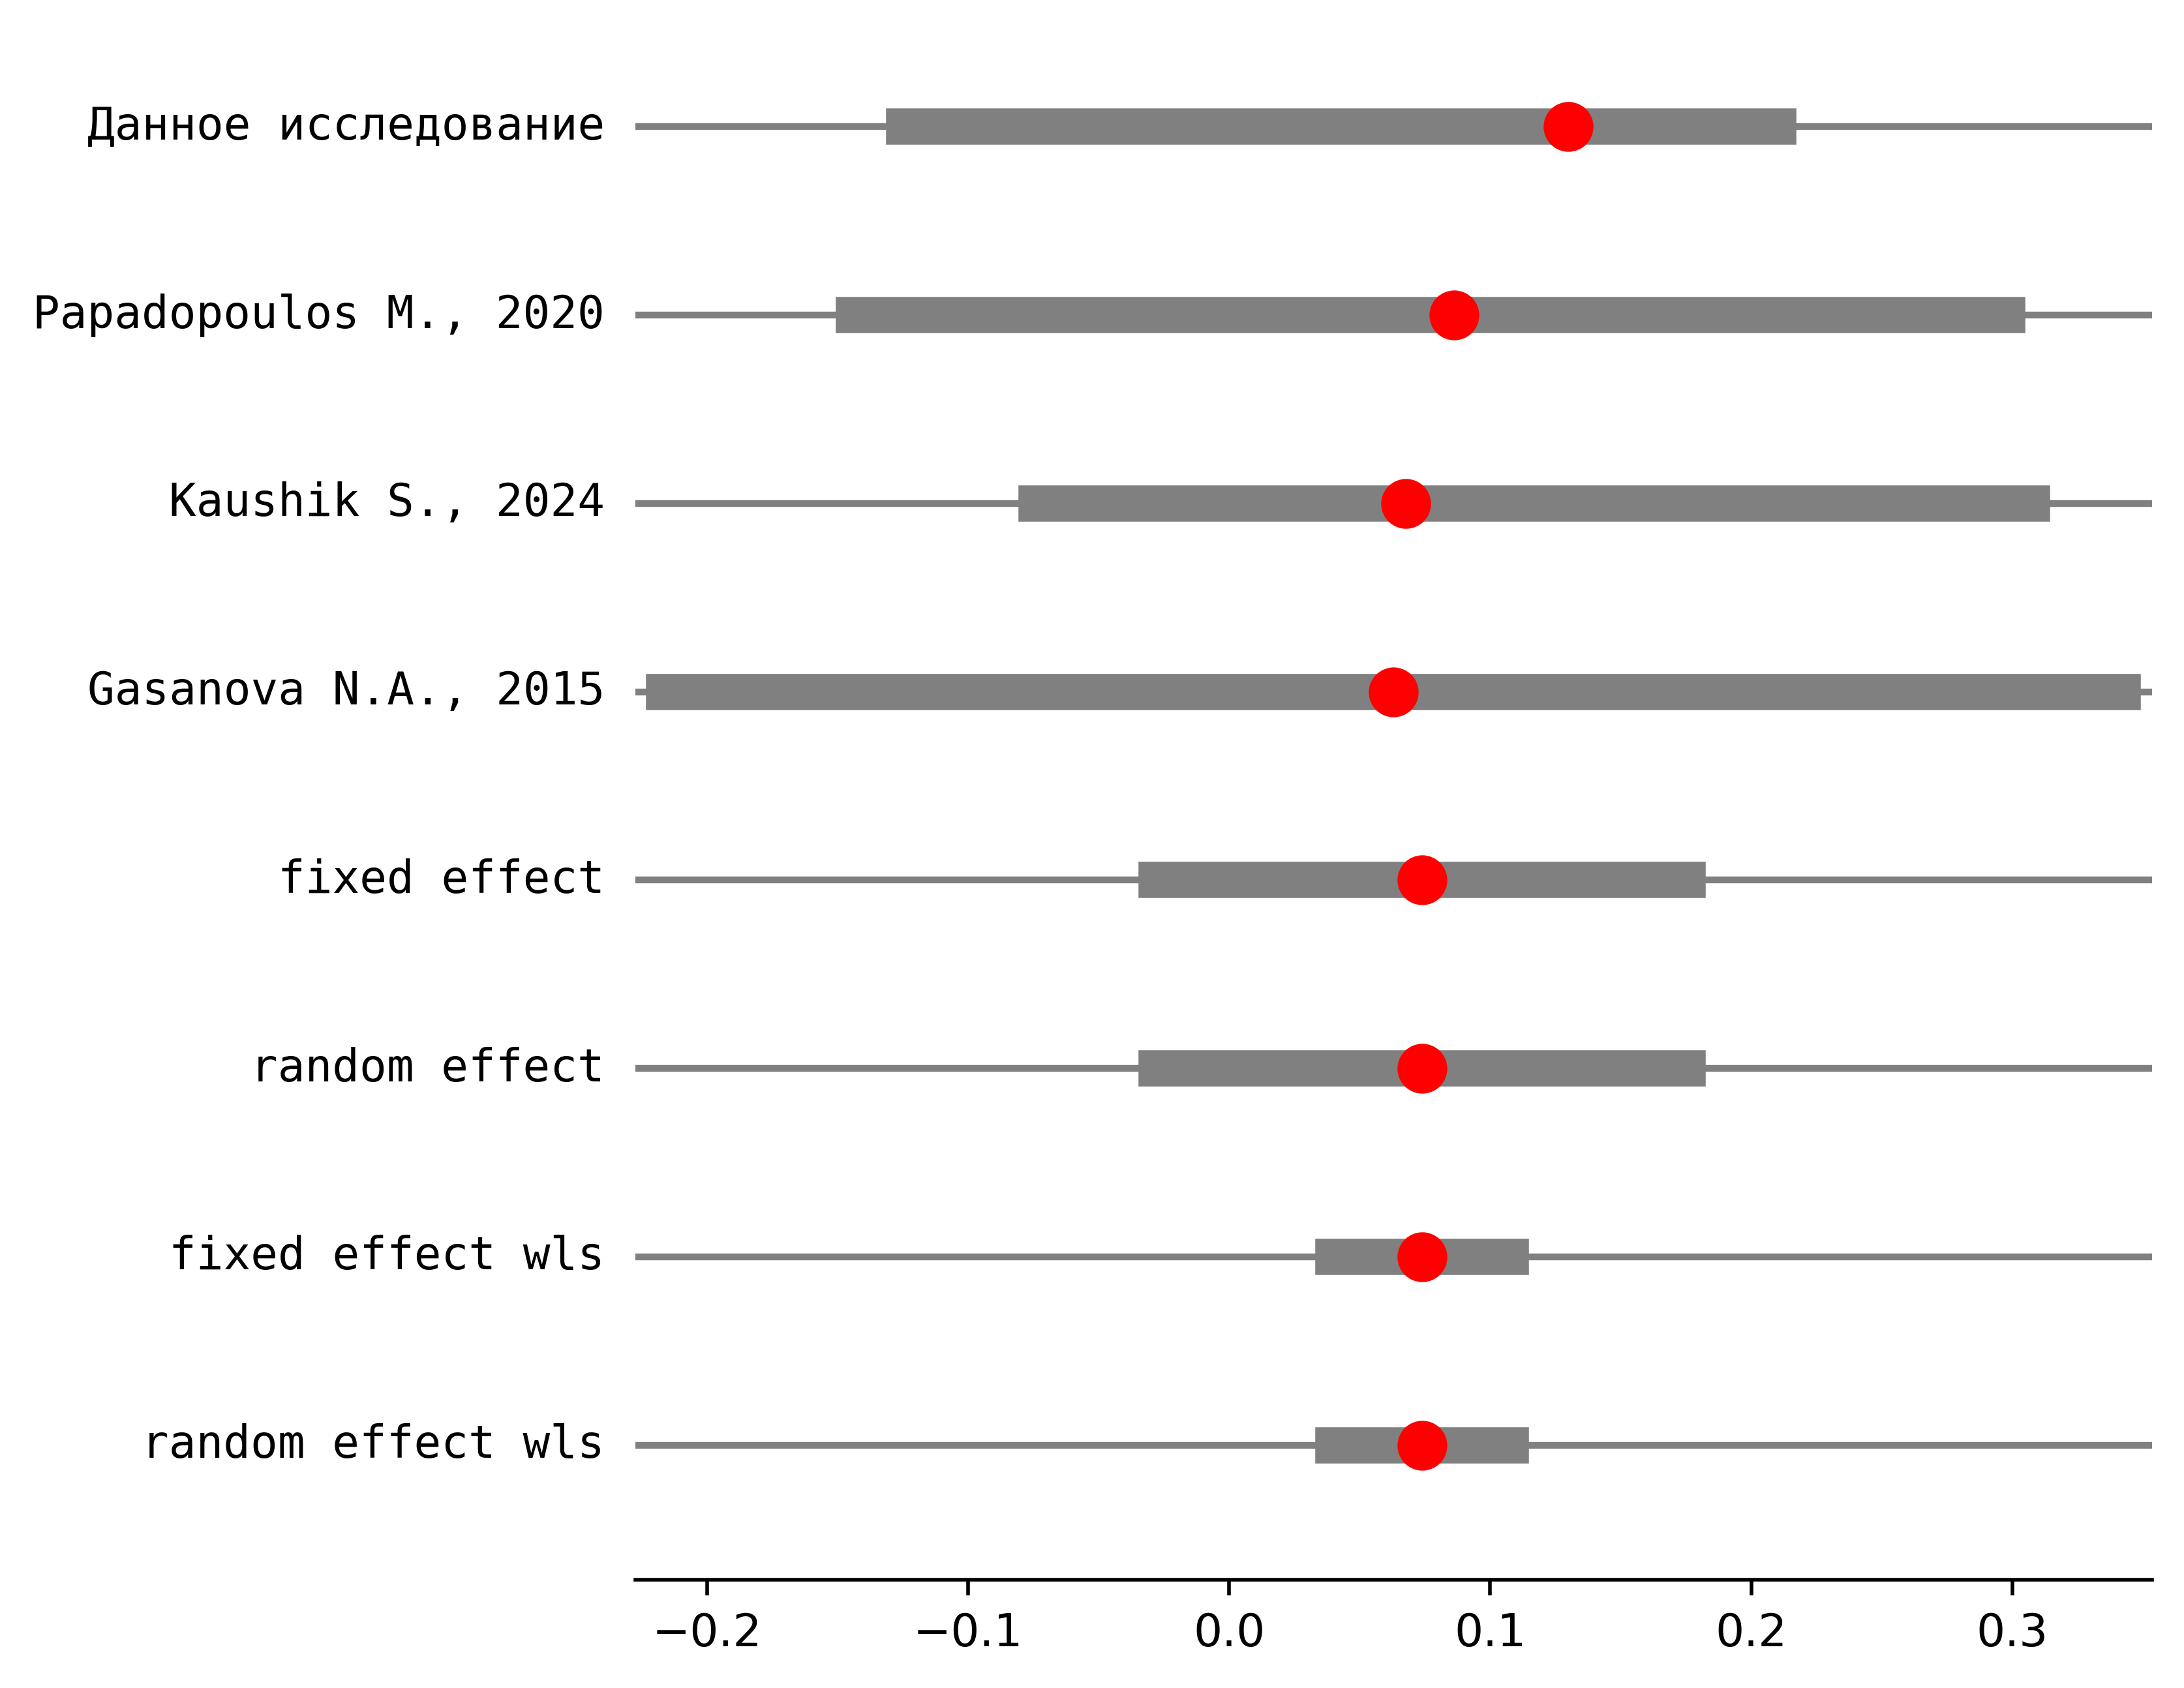 Данное исследование
Papadopoulos M., 2020
Kaushik S., 2024
Gasanova N.A., 2015
fixed effect
random effect
fixed effect wls
random effect wls
−0.2 −0.1 0.0 0.1 0.2 0.3